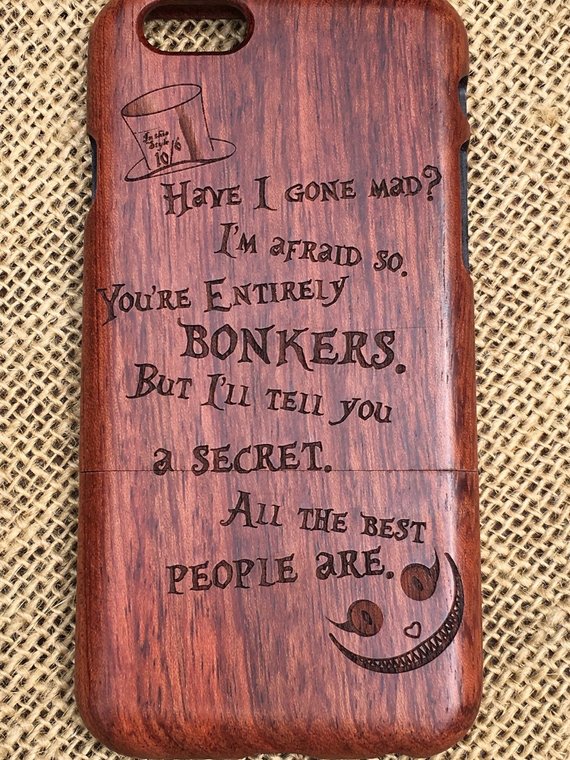 In this
Style
10/6
Have I gone mad?
I'm afraid so.
You're Entirely
BONKERS.
But I'll tell you
a secret.
All the best
people are.